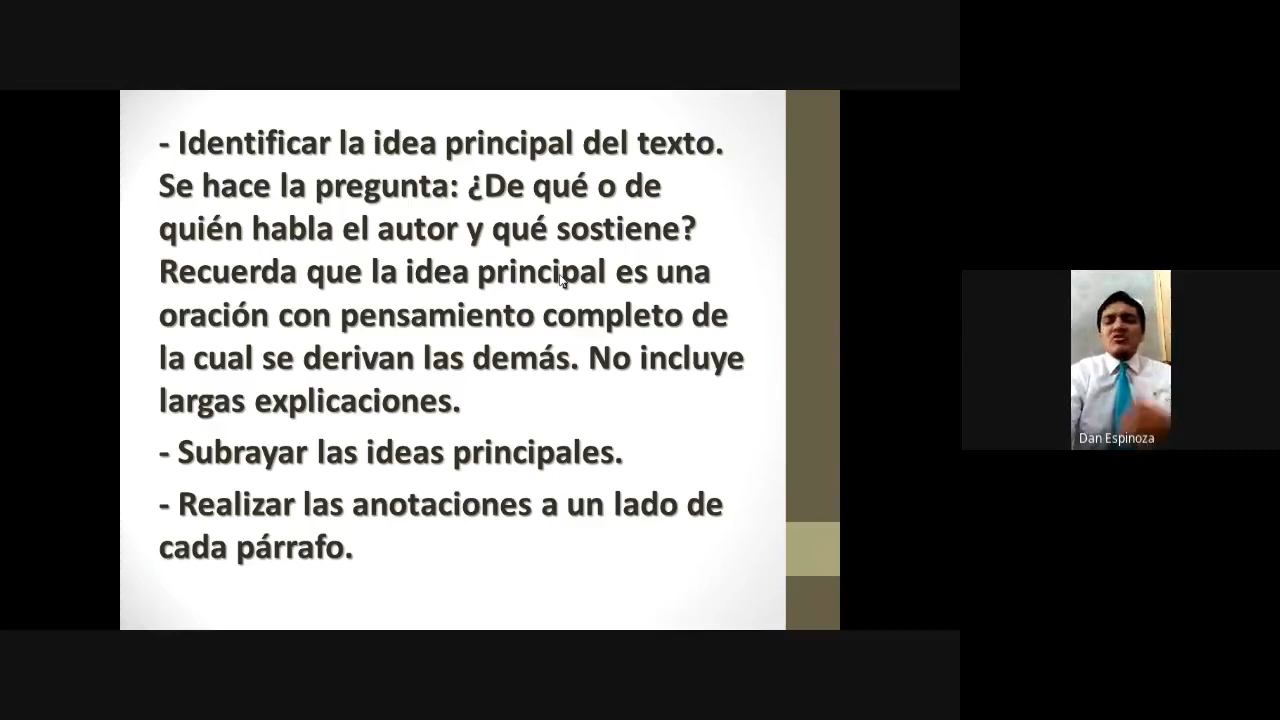 - Identificar la idea principal del texto.
Se hace la pregunta: ¿De qué o de
quién habla el autor y qué sostiene?
Recuerda que la idea principal es una
oración con pensamiento completo de
la cual se derivan las demás. No incluye
largas explicaciones.
- Subrayar las ideas principales.
- Realizar las anotaciones a un lado de
cada párrafo.
Dan Espinoza